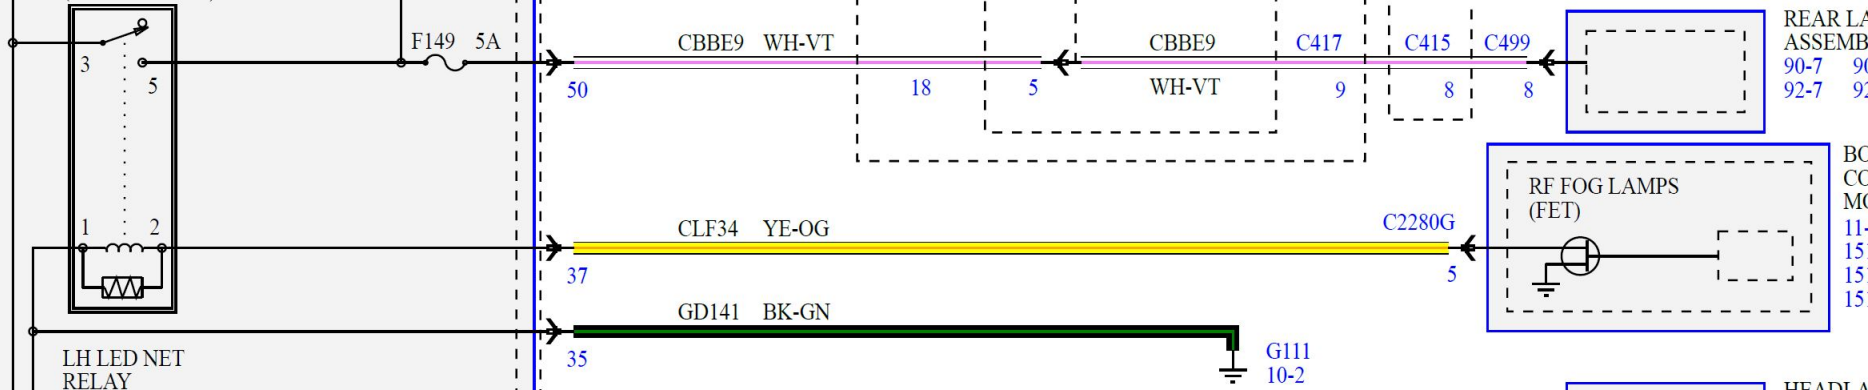 F149 5A
CBBE9 WH-VT
CBBE9
C417
C415
C499
REAR
90-7
92-7
3
5
50
18
5
WH-VT
9
8
8
RF FOG LAMPS
(FET)
1
2
CLF34 YE-OG
C2280G
37
5
GD141 BK-GN
35
G111
10-2
LH LED NET
RELAY